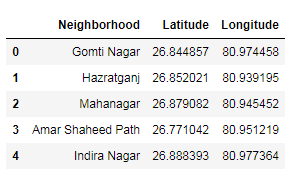 Neighborhood Latitude Longitude
0 Gomti Nagar 26.844857 80.974458
1 Hazratganj 26.852021 80.939195
2 Mahanagar 26.879082 80.945452
3 Amar Shaheed Path 26.771042 80.951219
4 Indira Nagar 26.888393 80.977364